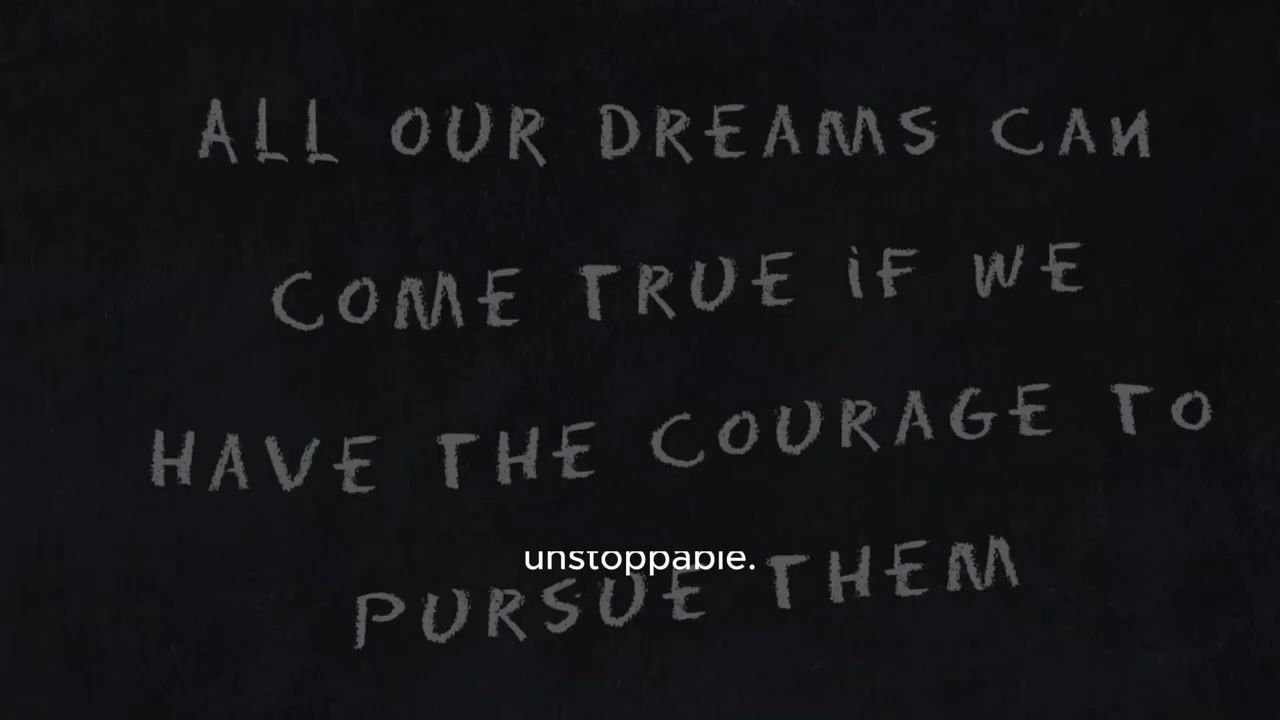 ALL OUR DREAMS CAN
COME TRUE iF WE
HAVE THE COURAGE TO
unstoppable.
PURSUE THEM